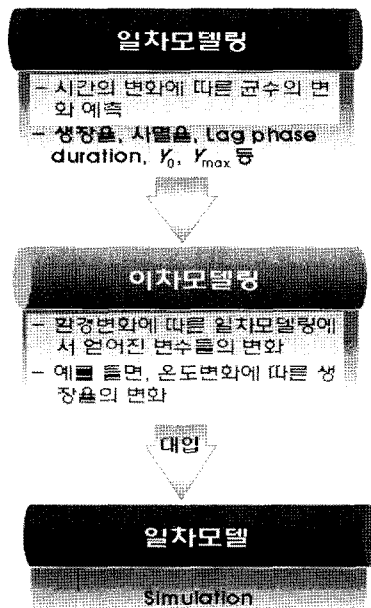 일차모델링
- 시간의 변화에 따른 균수의 변
화 예측
- 생장율, 사멸율, Lag phase
duration, Y₀, Yₘₐₓ 등
이차모델링
- 환경변화에 따른 일차모델링에
서 얻어진 변수들의 변화
- 예를 들면, 온도변화에 따른 생
장율의 변화
대입
일차모델
Simulation